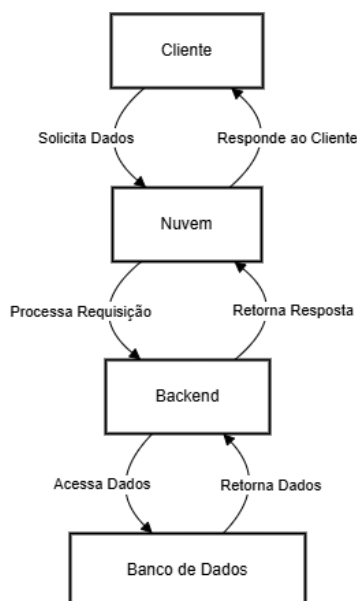 Cliente
Solicita Dados
Responde ao Cliente
Nuvem
Processa Requisição
Retorna Resposta
Backend
Acessa Dados
Retorna Dados
Banco de Dados